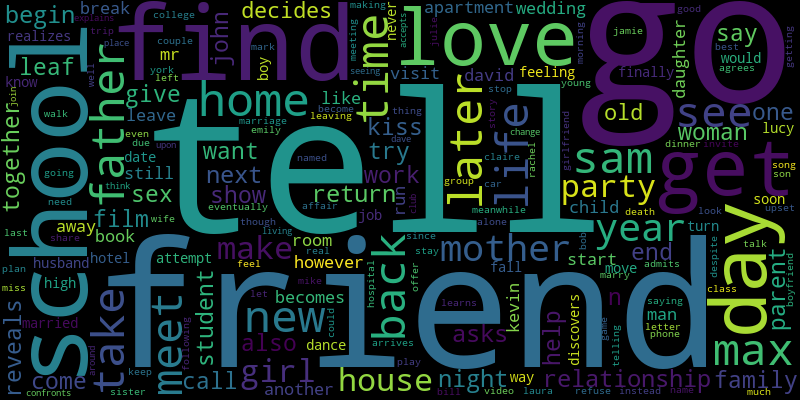 tell
friend
go
find
school
love
get
day
father
home
time
later
life
see
new
meet
take
back
mother
year
max
sam
party
girl
house
make
night
relationship
family
parent
woman
say
one
old
begin
break
realizes
leaf
know
decides
john
mr
boy
college
couple
mark
york
left
trip
place
explains
making
meeting
seeing
never
accepts
apartment
wedding
julie
morning
visit
david
feeling
stop
young
finally
daughter
would
best
agrees
good
getting
jamie
lucy
give
leave
like
kiss
want
try
next
work
sex
show
return
date
still
even
due
upon
become
thing
marriage
emily
leaving
dave
named
eventually
affair
though
living
job
run
club
story
change
rachel
claire
car
group
meanwhile
alone
since
stay
girlfriend
dinner
invite
soon
song
son
death
look
upset
child
turn
talk
despite
class
boyfriend
start
end
move
admits
marry
bob
fall
offer
hospital
learns
arrives
play
film
book
away
wife
room
real
however
attempt
hotel
husband
high
share
last
need
going
walk
join
together
think
plan
miss
reveals
married
come
around
confronts
sister
keep
call
following
student
becomes
feel
let
mike
could
also
dance
another
asks
kevin
way
video
laura
bill
help
discovers
n
game
telling
saying
man
letter
phone
refuse
instead
name
much
well